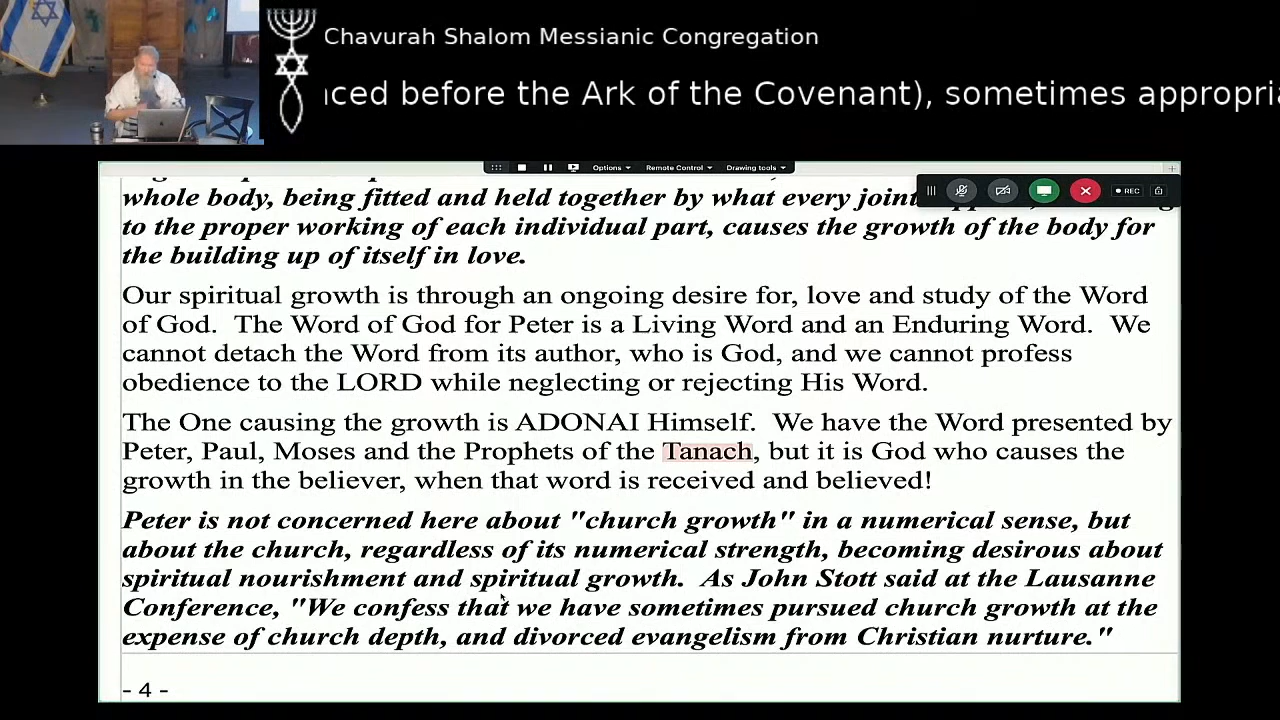 Chavurah Shalom Messianic Congregation
before the Ark of the Covenant), sometimes
Options
Remote Control
Drawing tools
REC
whole body, being fitted and held together by what every joint
to the proper working of each individual part, causes the growth of the body for
the building up of itself in love.
Our spiritual growth is through an ongoing desire for, love and study of the Word
of God. The Word of God for Peter is a Living Word and an Enduring Word. We
cannot detach the Word from its author, who is God, and we cannot profess
obedience to the LORD while neglecting or rejecting His Word.
The One causing the growth is ADONAI Himself. We have the Word presented by
Peter, Paul, Moses and the Prophets of the Tanach, but it is God who causes the
growth in the believer, when that word is received and believed!
Peter is not concerned here about "church growth" in a numerical sense, but
about the church, regardless of its numerical strength, becoming desirous about
spiritual nourishment and spiritual growth. As John Stott said at the Lausanne
Conference, "We confess that we have sometimes pursued church growth at the
expense of church depth, and divorced evangelism from Christian nurture."
- 4 -